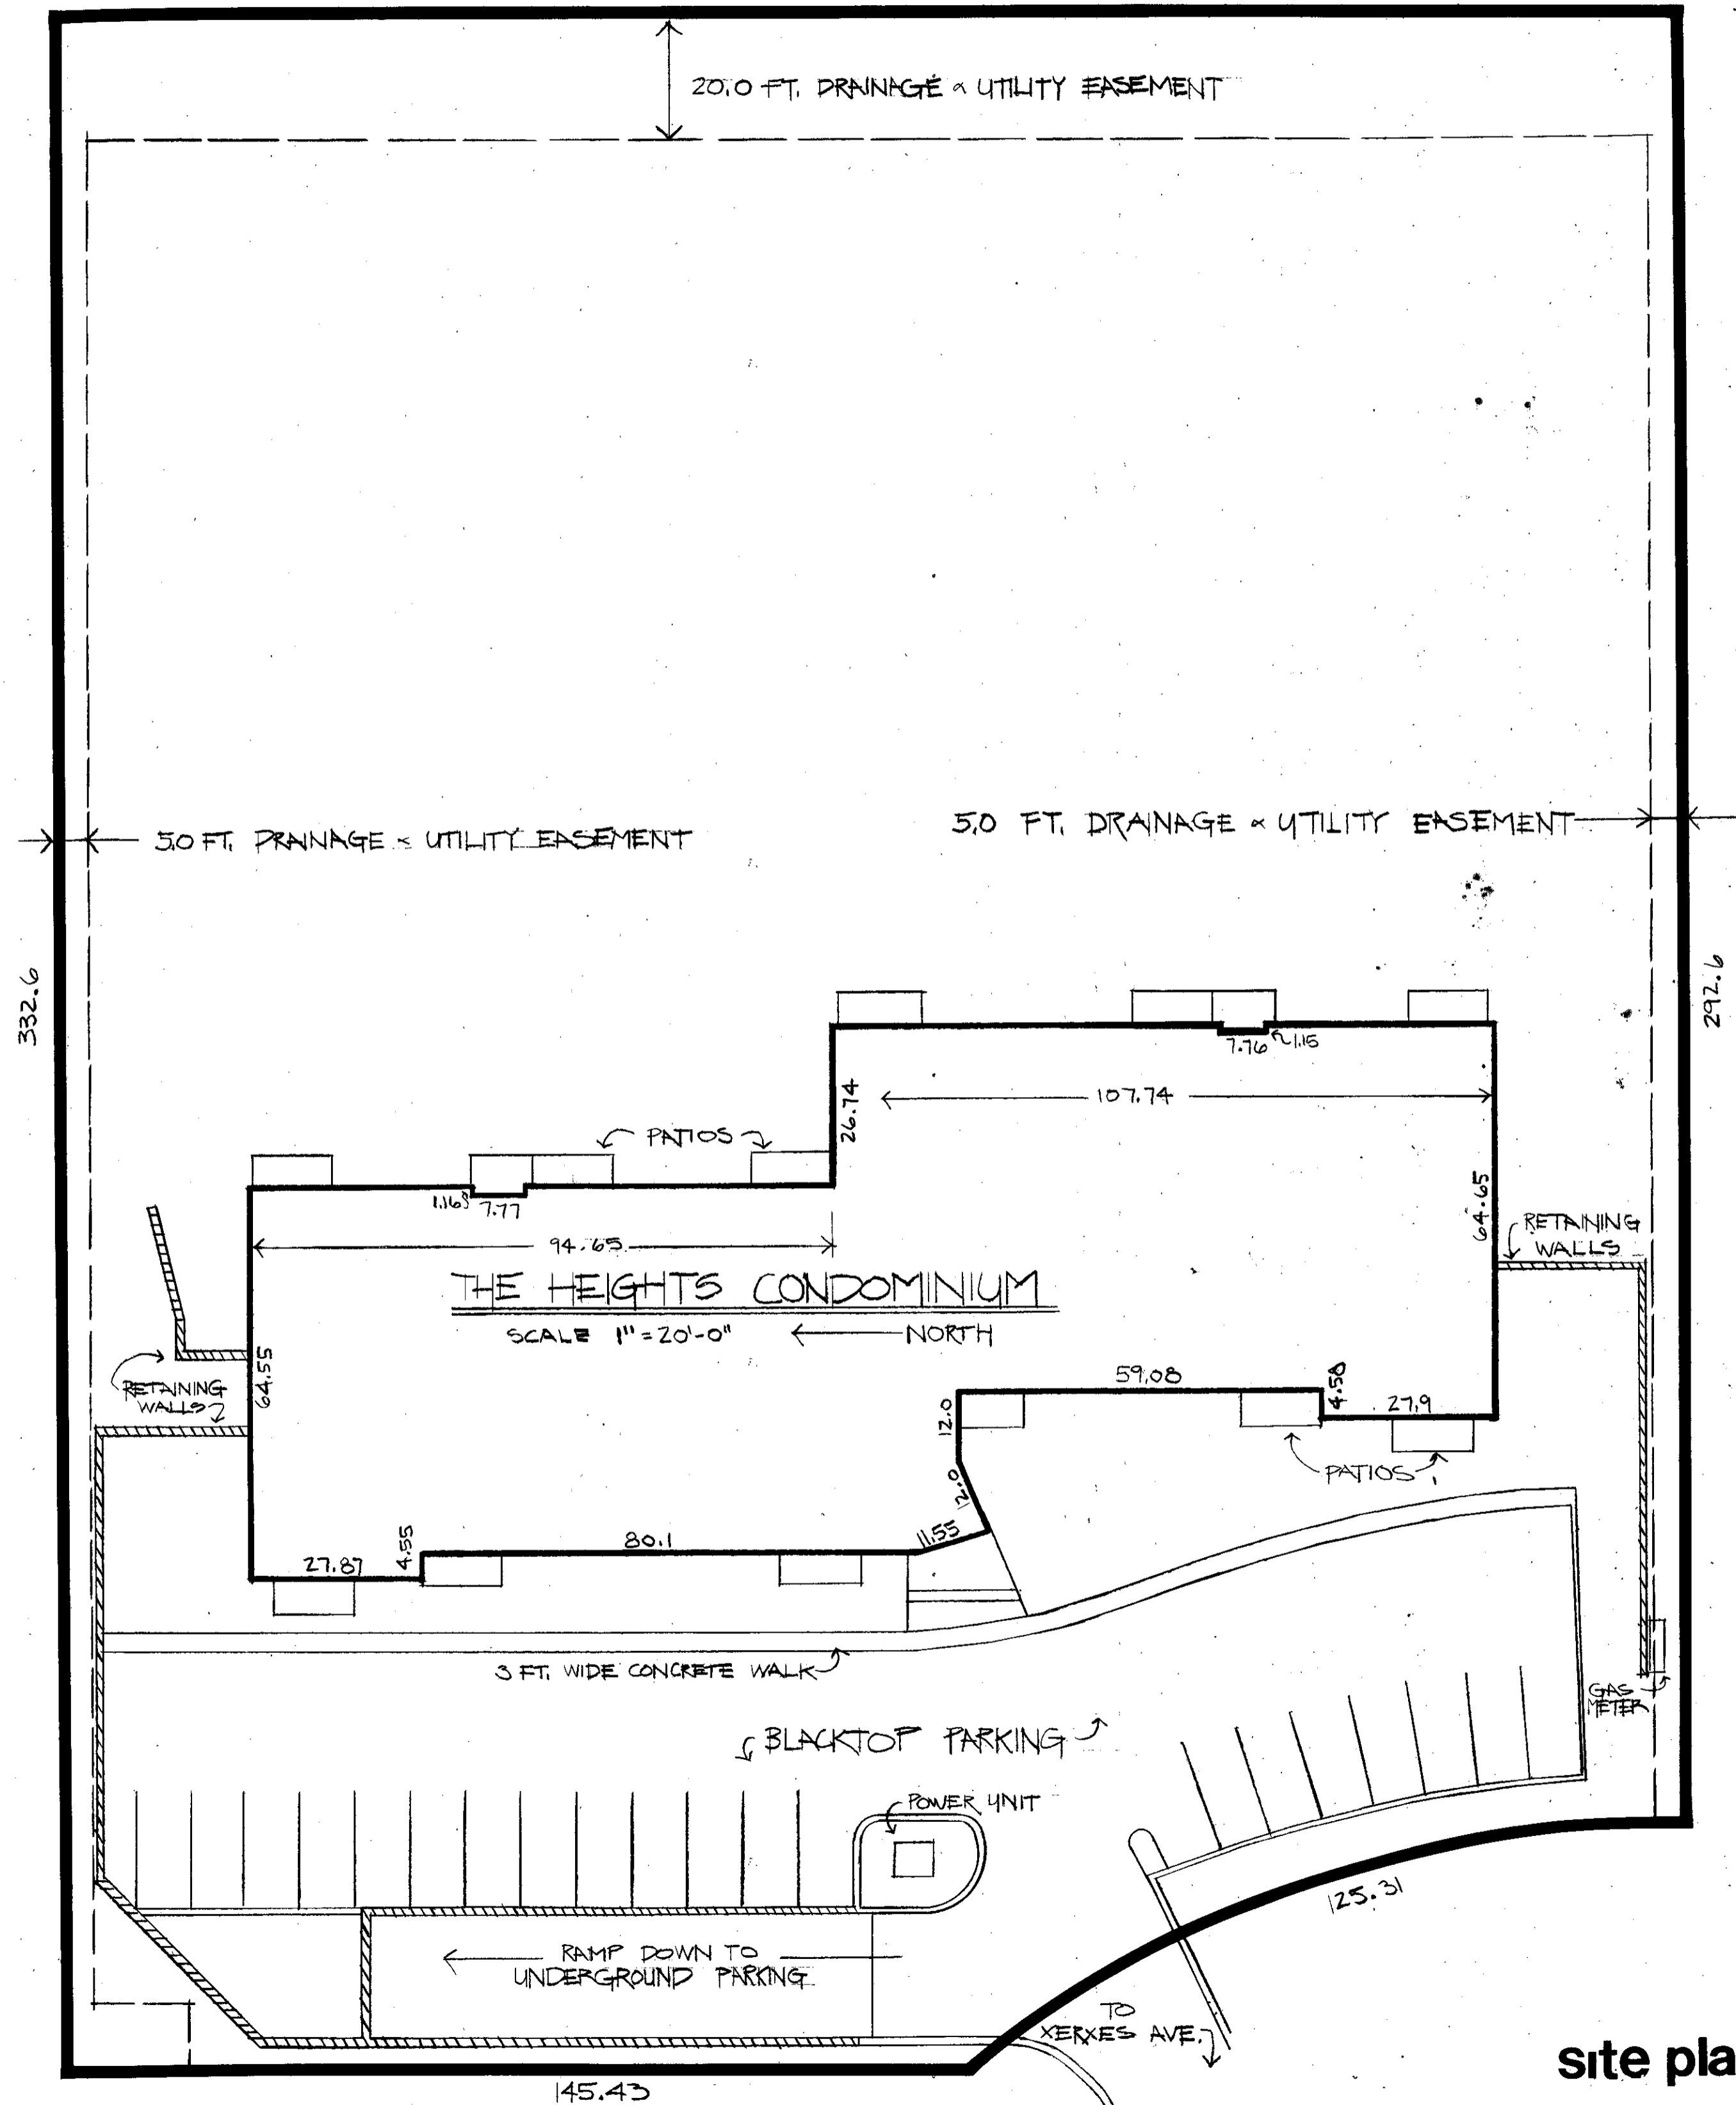 20.0 FT. DRAINAGE & UTILITY EASEMENT
5.0 FT. DRAINAGE & UTILITY EASEMENT
5.0 FT. DRAINAGE & UTILITY EASEMENT
332.6
292.6
7.76
1.15
107.74
26.74
PATIOS
1.16
7.77
64.65
RETAINING
WALLS
94.65
THE HEIGHTS CONDOMINIUM
SCALE 1" = 20'-0"
NORTH
64.55
RETAINING
WALLS
59.08
4.58
27.9
12.0
PATIOS
12.0
11.55
80.1
4.55
27.87
3 FT. WIDE CONCRETE WALK
GAS
METER
BLACKTOP PARKING
POWER UNIT
125.31
RAMP DOWN TO
UNDERGROUND PARKING
TO
XERXES AVE.
site pla
145.43